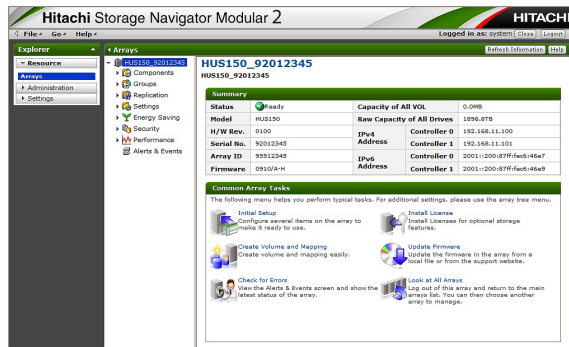 Hitachi Storage Navigator Modular 2
HITACHI
File Go Help
Logged in as: system Close Logout
Explorer
Arrays
Refresh Information Help
Resource
Arrays
Administration
Settings
HUS150_92012345
Components
Groups
Replication
Settings
Energy Saving
Security
Performance
Alerts & Events
HUS150_92012345
HUS150_92012345
Summary
Status Ready Capacity of All VOL 0.0MB
Model HUS150 Raw Capacity of All Drives 1896.8TB
H/W Rev. 0100 IPv4 Address Controller 0 192.168.11.100
Serial No. 92012345 Controller 1 192.168.11.101
Array ID 95512345 IPv6 Address Controller 0 2001::200:87ff:fec6:46e7
Firmware 0910/A-H Controller 1 2001::200:87ff:fec6:46e9
Common Array Tasks
The following menu helps you perform typical tasks. For additional settings, please use the array tree menu.
Initial Setup
Configure several items on the array to
make it ready to use.
Install License
Install Licenses for optional storage
features.
Create Volume and Mapping
Create volume and mapping easily.
Update Firmware
Update the firmware in the array from a
local file or from the support website.
Check for Errors
View the Alerts & Events screen and show the
latest status of the array.
Look at All Arrays
Log out of this array and return to the main
arrays list. You can then choose another
array to manage.